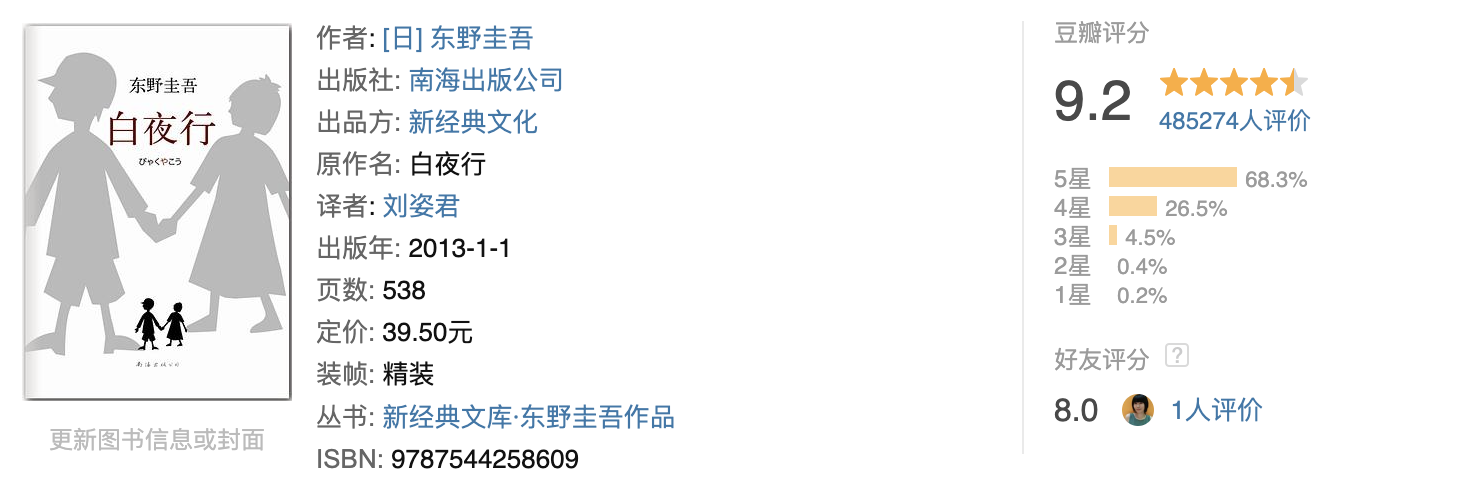 东野圭吾
白夜行
びゃくやこう
南海出版公司
更新图书信息或封面
作者: [日] 东野圭吾
出版社: 南海出版公司
出品方: 新经典文化
原作名: 白夜行
译者: 刘姿君
出版年: 2013-1-1
页数: 538
定价: 39.50元
装帧: 精装
丛书: 新经典文库·东野圭吾作品
ISBN: 9787544258609
豆瓣评分
9.2
485274人评价
5星 68.3%
4星 26.5%
3星 4.5%
2星 0.4%
1星 0.2%
好友评分 ?
8.0 1人评价